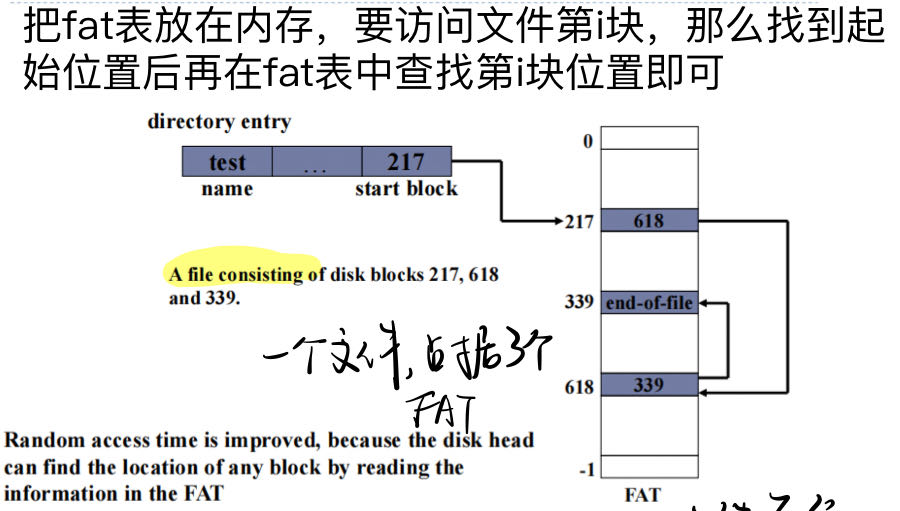 把fat表放在内存，要访问文件第i块，那么找到起
始位置后再在fat表中查找第i块位置即可
directory entry
test ... 217
name start block
0
217 618
A file consisting of disk blocks 217, 618
and 339.
339 end-of-file
一个文件,占据3个
FAT
618 339
Random access time is improved, because the disk head
can find the location of any block by reading the
information in the FAT
-1
FAT